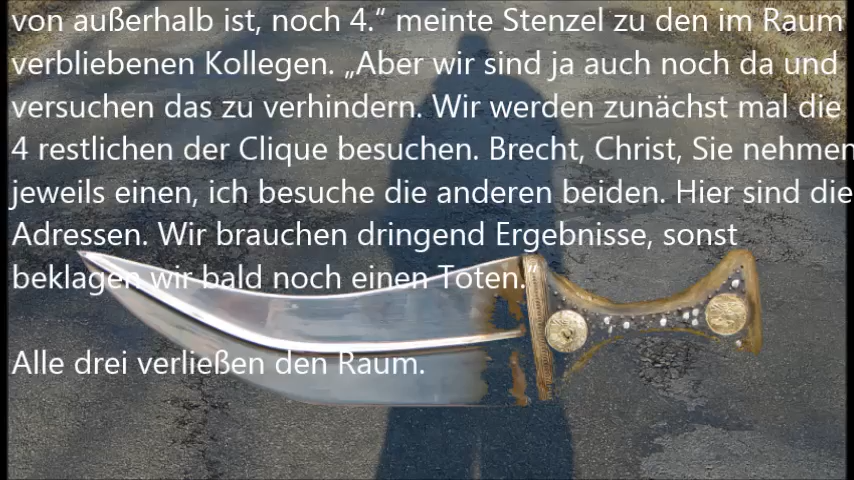 von außerhalb ist, noch 4.“ meinte Stenzel zu den im Raum
verbliebenen Kollegen. „Aber wir sind ja auch noch da und
versuchen das zu verhindern. Wir werden zunächst mal die
4 restlichen der Clique besuchen. Brecht, Christ, Sie nehmen
jeweils einen, ich besuche die anderen beiden. Hier sind die
Adressen. Wir brauchen dringend Ergebnisse, sonst
beklagen wir bald noch einen Toten.“
Alle drei verließen den Raum.